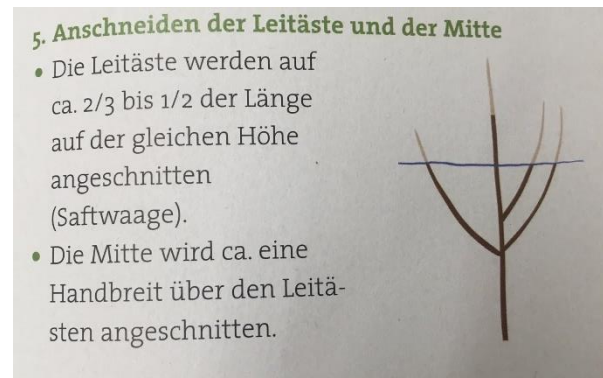 5. Anschneiden der Leitäste und der Mitte
• Die Leitäste werden auf
ca. 2/3 bis 1/2 der Länge
auf der gleichen Höhe
angeschnitten
(Saftwaage).
• Die Mitte wird ca. eine
Handbreit über den Leitä-
sten angeschnitten.